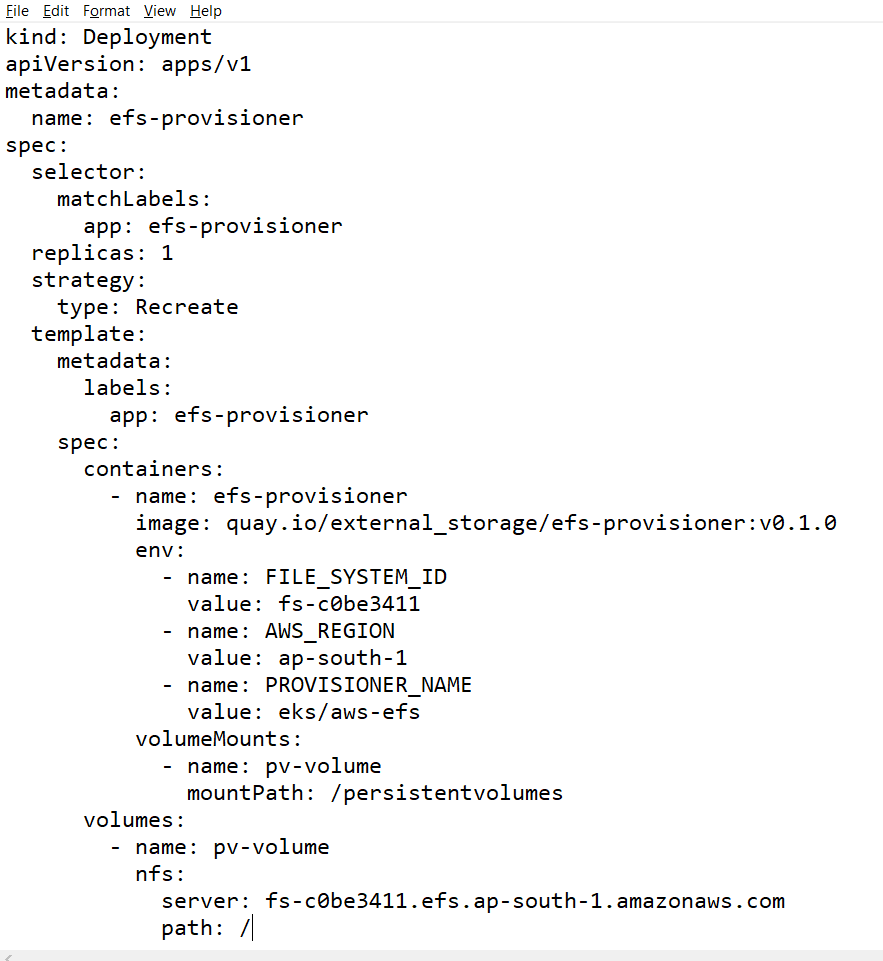 File Edit Format View Help
kind: Deployment
apiVersion: apps/v1
metadata:
  name: efs-provisioner
spec:
  selector:
    matchLabels:
      app: efs-provisioner
  replicas: 1
  strategy:
    type: Recreate
  template:
    metadata:
      labels:
        app: efs-provisioner
    spec:
      containers:
        - name: efs-provisioner
          image: quay.io/external_storage/efs-provisioner:v0.1.0
          env:
            - name: FILE_SYSTEM_ID
              value: fs-c0be3411
            - name: AWS_REGION
              value: ap-south-1
            - name: PROVISIONER_NAME
              value: eks/aws-efs
          volumeMounts:
            - name: pv-volume
              mountPath: /persistentvolumes
      volumes:
        - name: pv-volume
          nfs:
            server: fs-c0be3411.efs.ap-south-1.amazonaws.com
            path: /